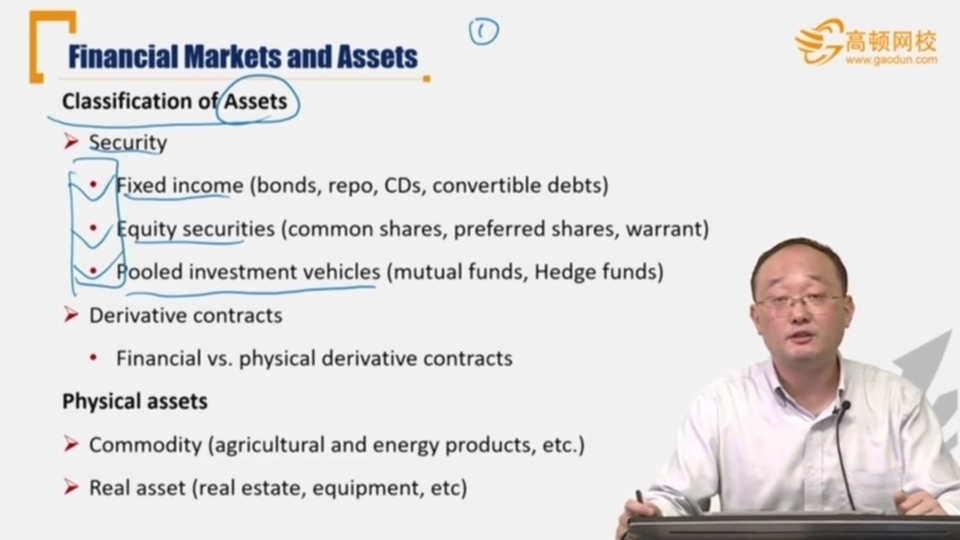 Financial Markets and Assets
高顿网校
www.gaodun.com
Classification of Assets
Security
Fixed income (bonds, repo, CDs, convertible debts)
Equity securities (common shares, preferred shares, warrant)
Pooled investment vehicles (mutual funds, Hedge funds)
Derivative contracts
Financial vs. physical derivative contracts
Physical assets
Commodity (agricultural and energy products, etc.)
Real asset (real estate, equipment, etc)